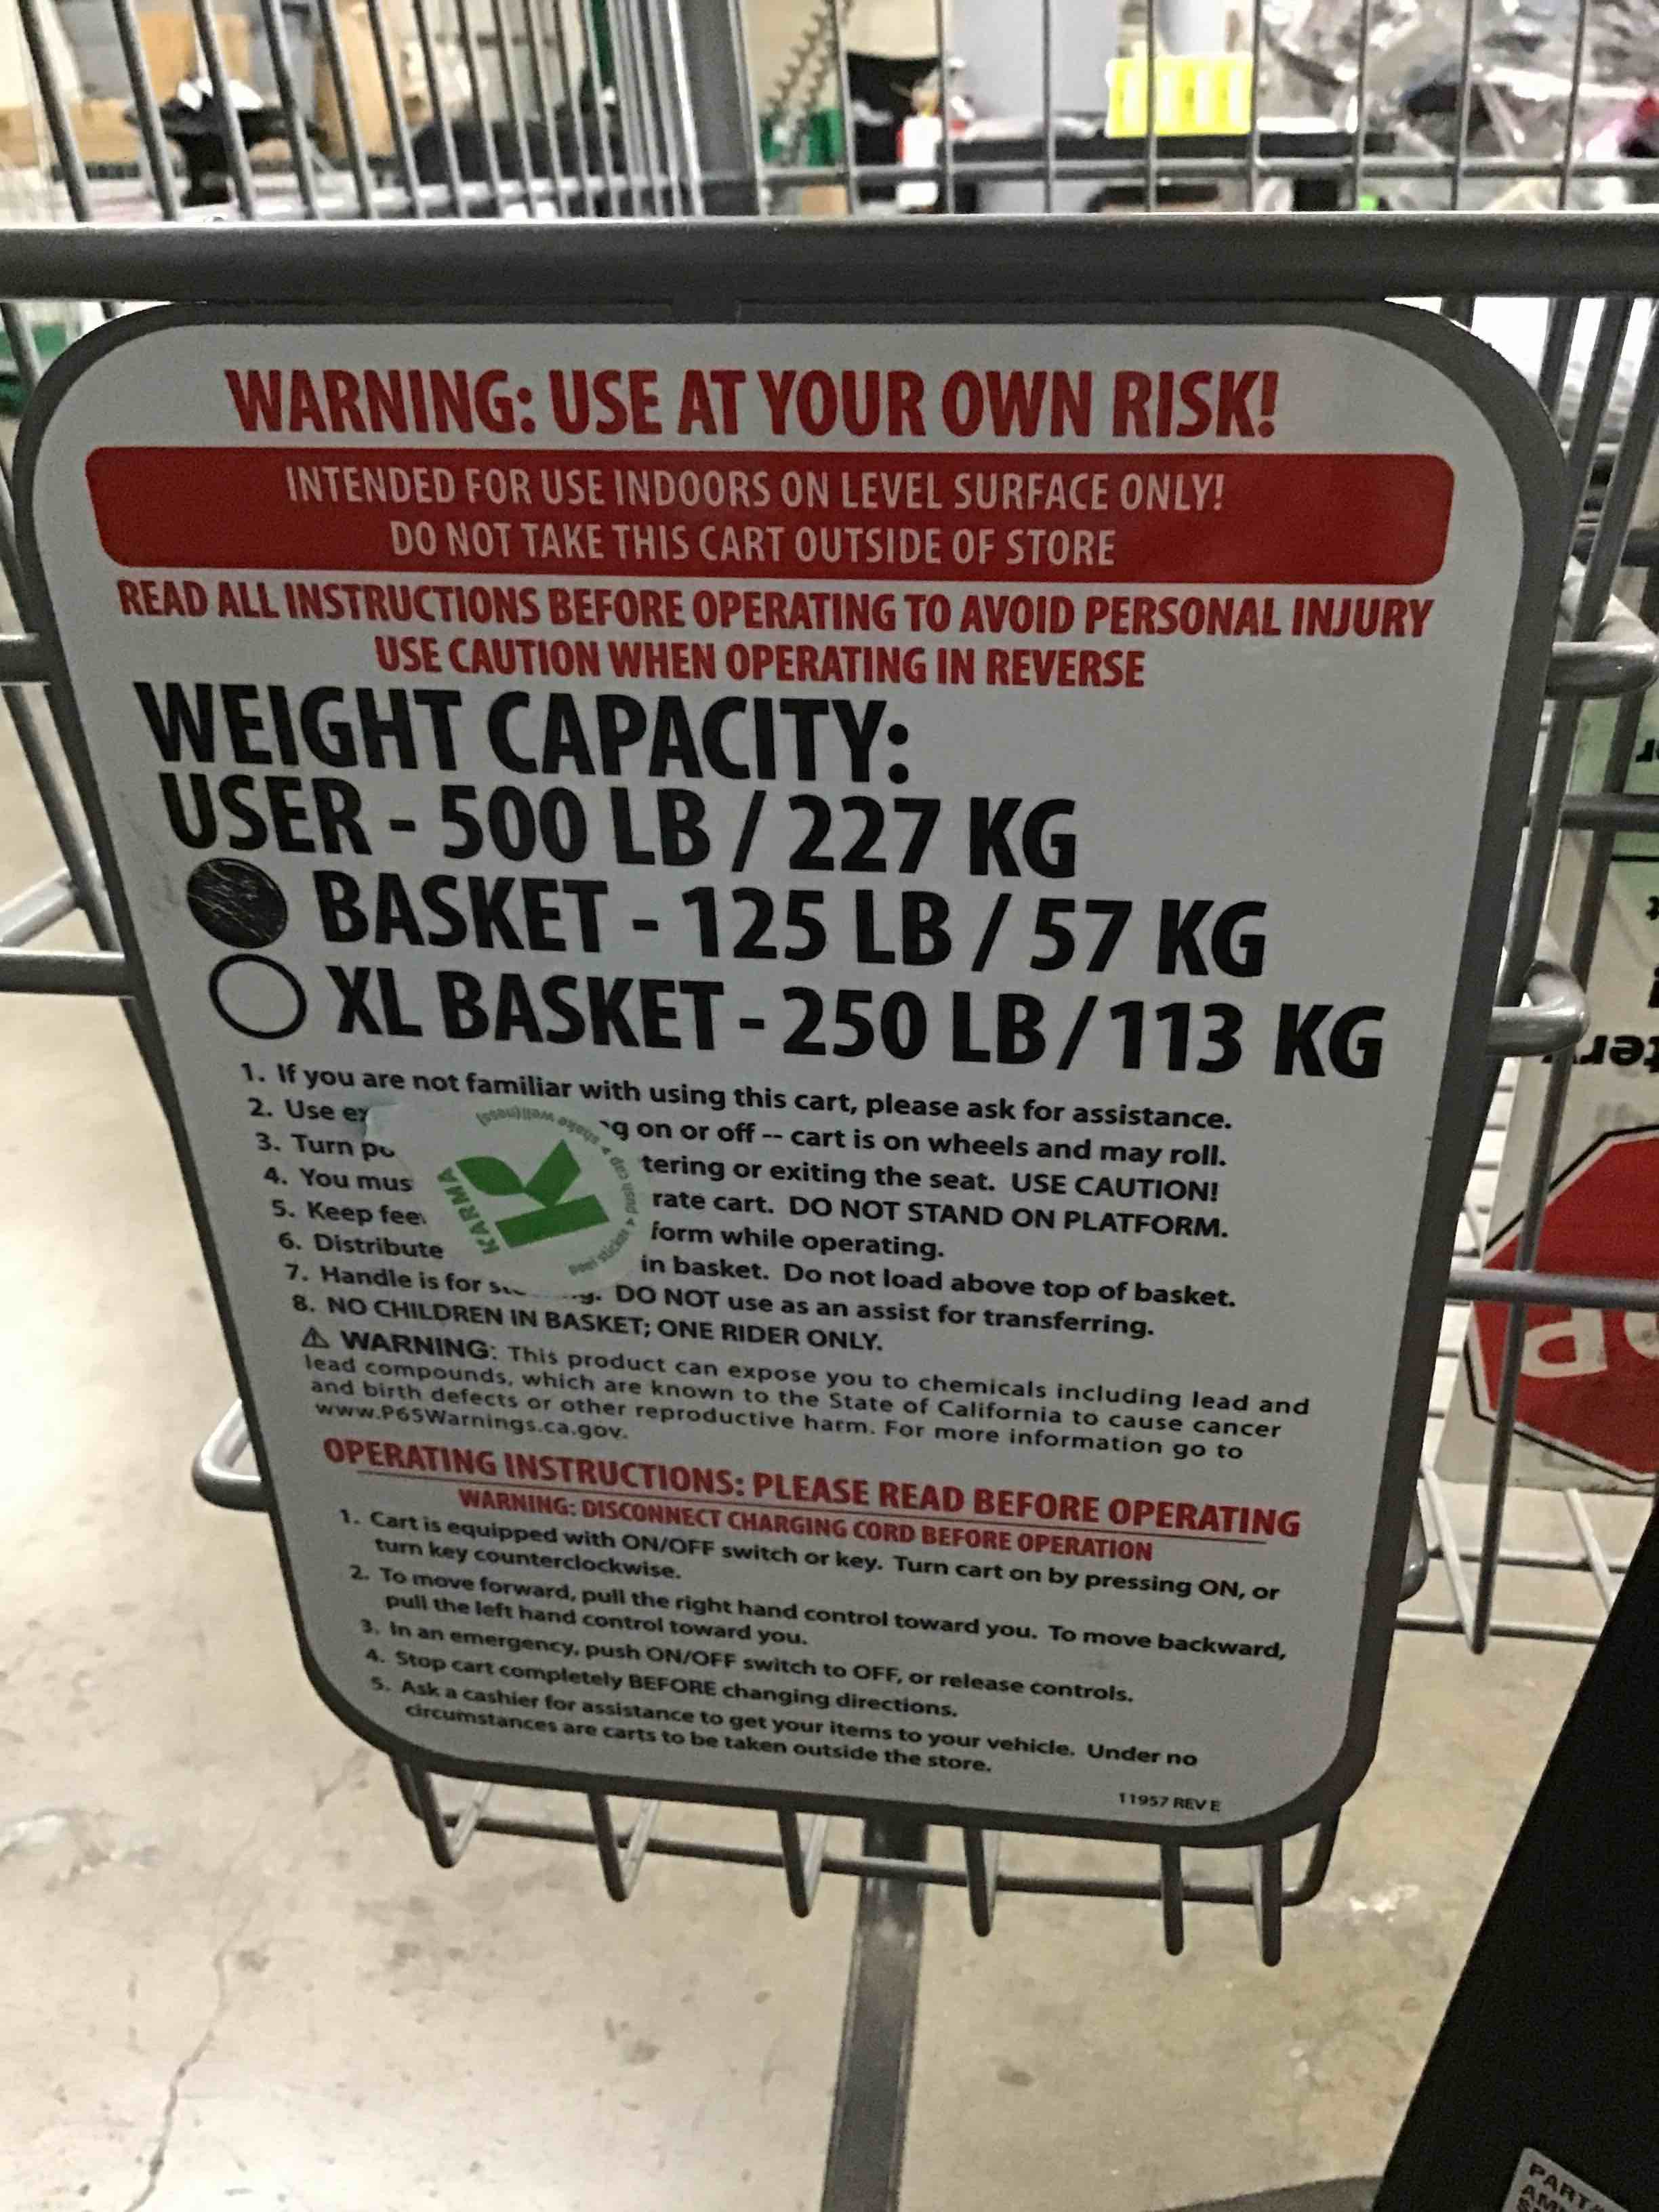 WARNING: USE AT YOUR OWN RISK!
INTENDED FOR USE INDOORS ON LEVEL SURFACE ONLY!
DO NOT TAKE THIS CART OUTSIDE OF STORE
READ ALL INSTRUCTIONS BEFORE OPERATING TO AVOID PERSONAL INJURY
USE CAUTION WHEN OPERATING IN REVERSE
WEIGHT CAPACITY:
USER - 500 LB / 227 KG
BASKET - 125 LB / 57 KG
XL BASKET - 250 LB / 113 KG
1. If you are not familiar with using this cart, please ask for assistance.
2. Use on or off -- cart is on wheels and may roll.
3. Turn or exiting the seat. USE CAUTION!
4. You cart. DO NOT STAND ON PLATFORM.
5. Keep while operating.
6. Distribute in basket. Do not load above top of basket.
7. Handle is for DO NOT use as an assist for transferring.
8. NO CHILDREN IN BASKET; ONE RIDER ONLY.
KARMA
peel sticker • push cap • shake well(ness)
⚠ WARNING: This product can expose you to chemicals including lead and
lead compounds, which are known to the State of California to cause cancer
and birth defects or other reproductive harm. For more information go to
www.P65Warnings.ca.gov.
OPERATING INSTRUCTIONS: PLEASE READ BEFORE OPERATING
WARNING: DISCONNECT CHARGING CORD BEFORE OPERATION
1. Cart is equipped with ON/OFF switch or key. Turn cart on by pressing ON, or
turn key counterclockwise.
2. To move forward, pull the right hand control toward you. To move backward,
pull the left hand control toward you.
3. In an emergency, push ON/OFF switch to OFF, or release controls.
4. Stop cart completely BEFORE changing directions.
5. Ask a cashier for assistance to get your items to your vehicle. Under no
circumstances are carts to be taken outside the store.
11957 REV E